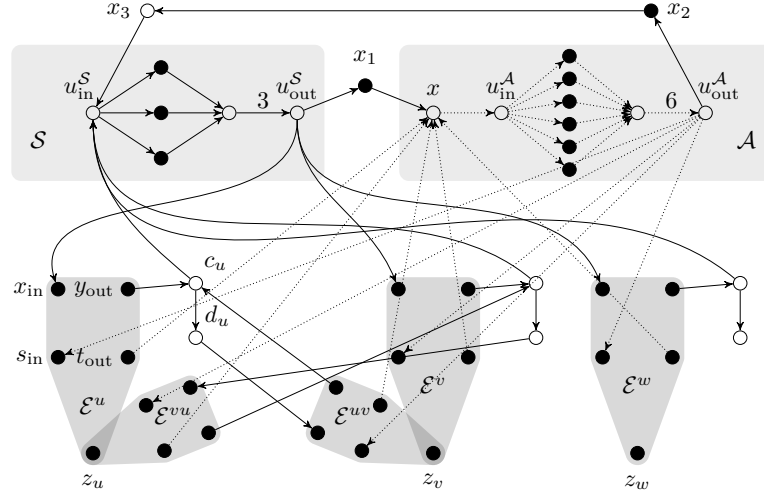 x₃ x₂
x₁
u_in^𝒮 3 u_out^𝒮 x u_in^𝒜 6 u_out^𝒜
𝒮 𝒜
c_u
x_in y_out
d_u
s_in t_out
ℰ^u ℰ^vu ℰ^uv ℰ^v ℰ^w
z_u z_v z_w